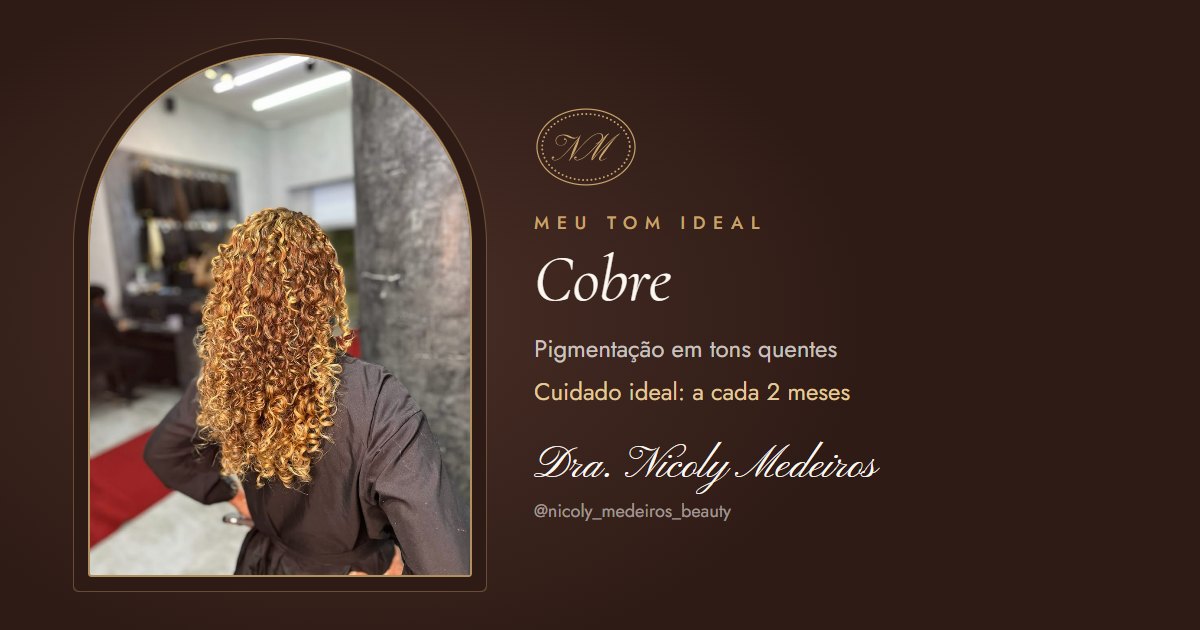 NM
MEU TOM IDEAL
Cobre
Pigmentação em tons quentes
Cuidado ideal: a cada 2 meses
Dra. Nicoly Medeiros
@nicoly_medeiros_beauty